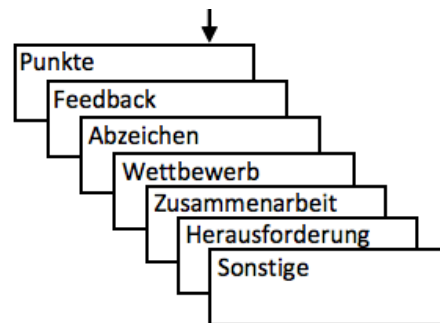 Punkte
Feedback
Abzeichen
Wettbewerb
Zusammenarbeit
Herausforderung
Sonstige